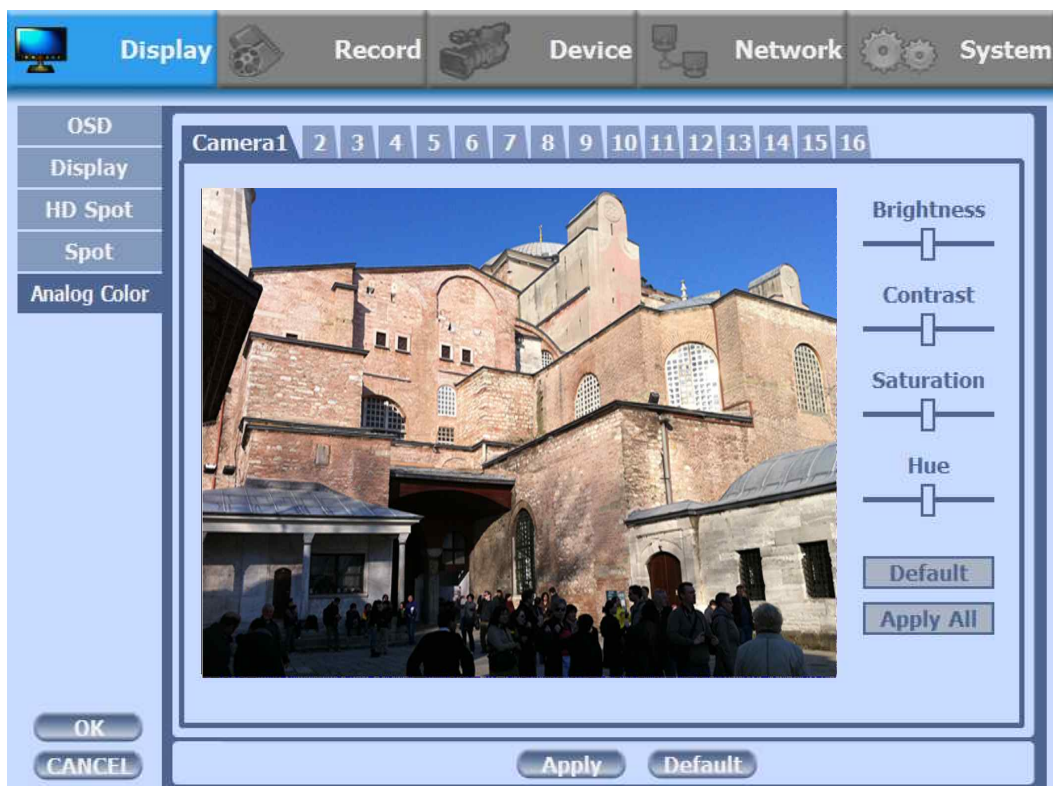 Display Record Device Network System
OSD
Display
HD Spot
Spot
Analog Color
Camera1 2 3 4 5 6 7 8 9 10 11 12 13 14 15 16
Brightness
Contrast
Saturation
Hue
Default
Apply All
OK
CANCEL
Apply Default